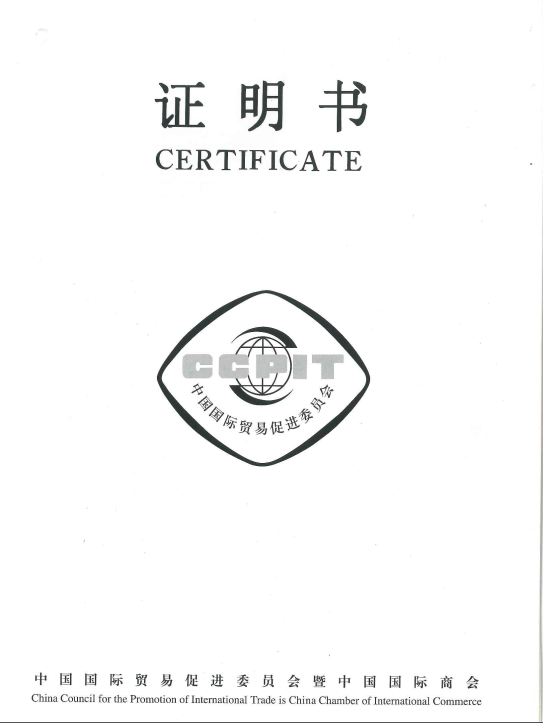 证明书
CERTIFICATE
CCPIT
中国国际贸易促进委员会
中国国际贸易促进委员会暨中国国际商会
China Council for the Promotion of International Trade is China Chamber of International Commerce